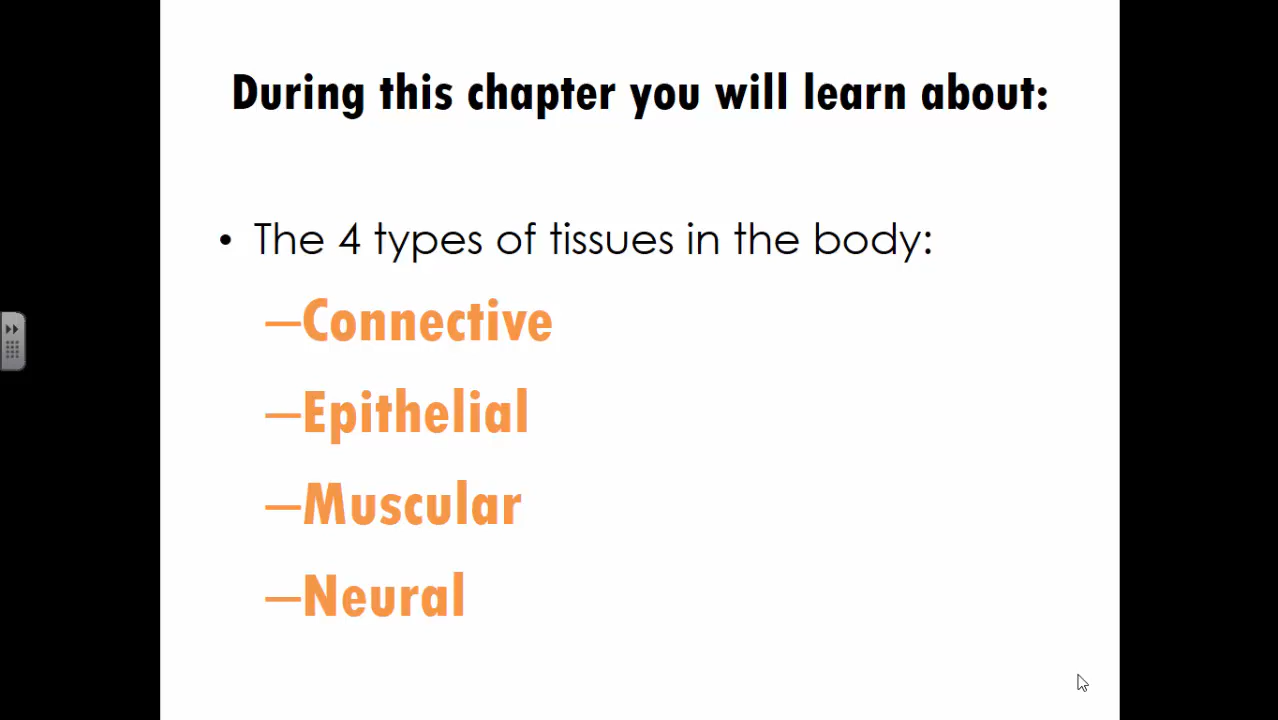 During this chapter you will learn about:
• The 4 types of tissues in the body:
–Connective
–Epithelial
–Muscular
–Neural